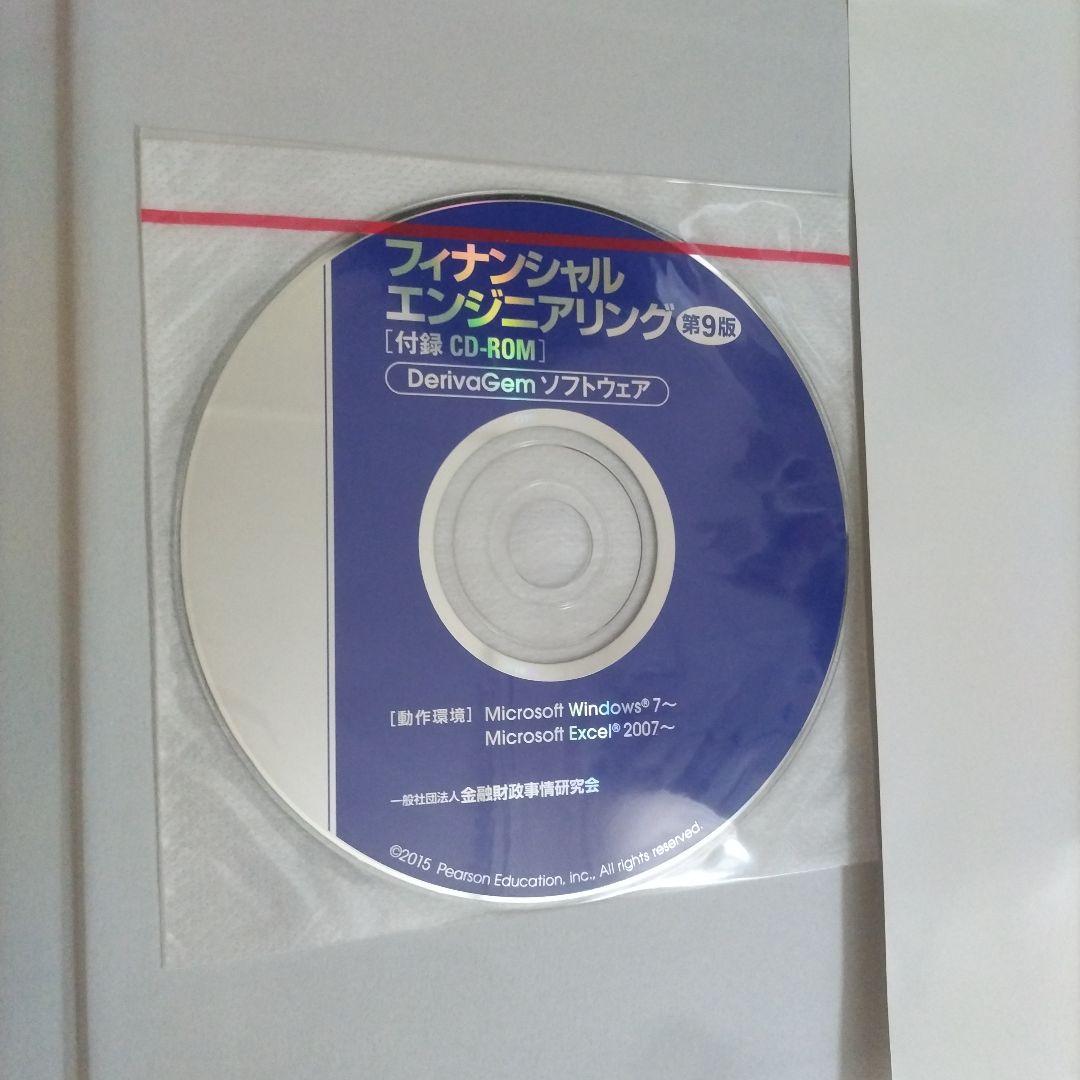 フィナンシャル
エンジニアリング 第9版
[付録 CD-ROM]
DerivaGem ソフトウェア
[動作環境] Microsoft Windows® 7～
Microsoft Excel® 2007～
一般社団法人 金融財政事情研究会
©2015 Pearson Education, inc., All rights reserved.